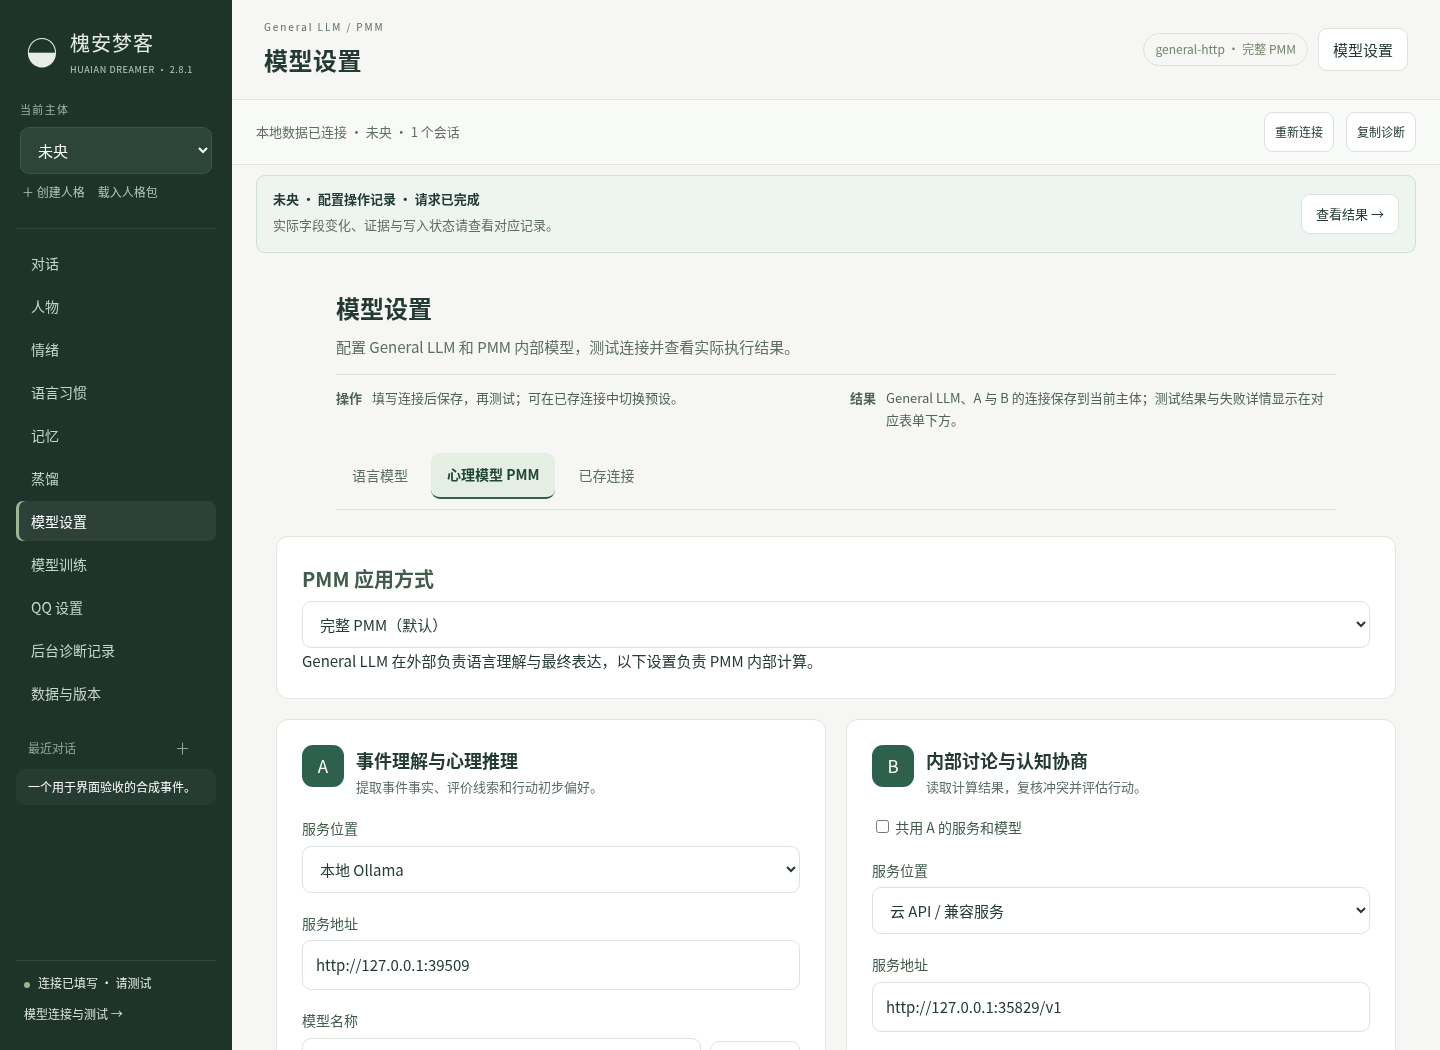 槐安梦客
HUAIAN DREAMER · 2.8.1
当前主体
未央
＋ 创建人格 载入人格包
对话
人物
情绪
语言习惯
记忆
蒸馏
模型设置
模型训练
QQ 设置
后台诊断记录
数据与版本
最近对话 ＋
一个用于界面验收的合成事件。
连接已填写 · 请测试
模型连接与测试 →
General LLM / PMM
模型设置
general-http · 完整 PMM
模型设置
本地数据已连接 · 未央 · 1 个会话
重新连接
复制诊断
未央 · 配置操作记录 · 请求已完成
实际字段变化、证据与写入状态请查看对应记录。
查看结果 →
模型设置
配置 General LLM 和 PMM 内部模型，测试连接并查看实际执行结果。
操作 填写连接后保存，再测试；可在已存连接中切换预设。
结果 General LLM、A 与 B 的连接保存到当前主体；测试结果与失败详情显示在对
应表单下方。
语言模型
心理模型 PMM
已存连接
PMM 应用方式
完整 PMM（默认）
General LLM 在外部负责语言理解与最终表达，以下设置负责 PMM 内部计算。
A
事件理解与心理推理
提取事件事实、评价线索和行动初步偏好。
服务位置
本地 Ollama
服务地址
http://127.0.0.1:39509
模型名称
B
内部讨论与认知协商
读取计算结果，复核冲突并评估行动。
共用 A 的服务和模型
服务位置
云 API / 兼容服务
服务地址
http://127.0.0.1:35829/v1